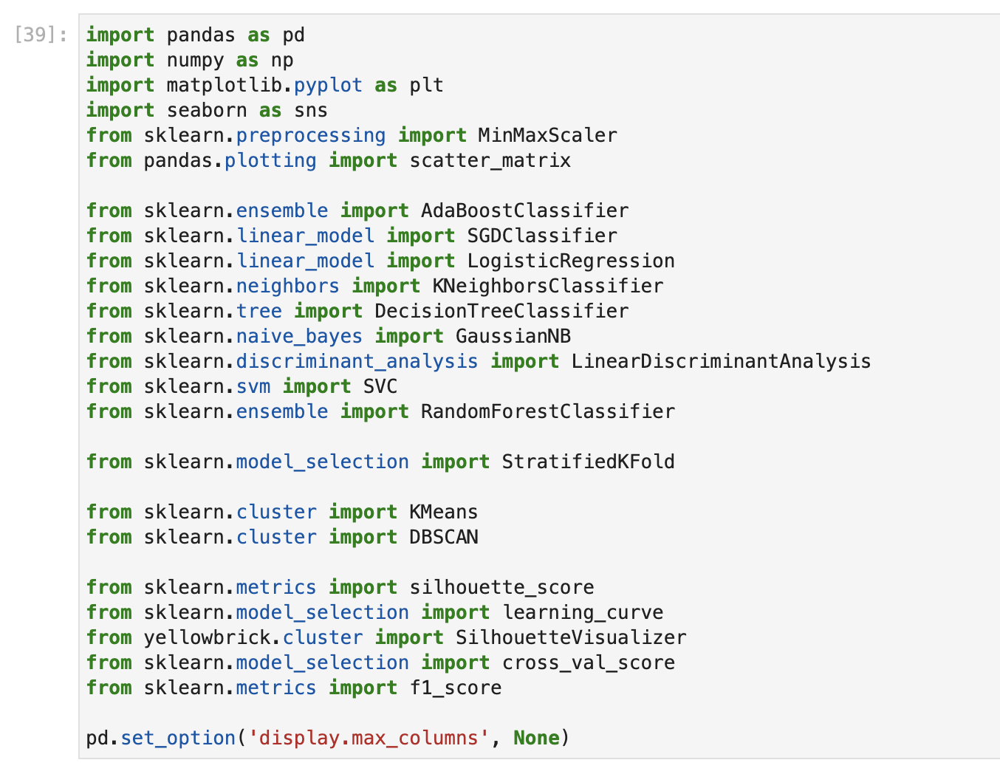 [39]:
import pandas as pd
import numpy as np
import matplotlib.pyplot as plt
import seaborn as sns
from sklearn.preprocessing import MinMaxScaler
from pandas.plotting import scatter_matrix
from sklearn.ensemble import AdaBoostClassifier
from sklearn.linear_model import SGDClassifier
from sklearn.linear_model import LogisticRegression
from sklearn.neighbors import KNeighborsClassifier
from sklearn.tree import DecisionTreeClassifier
from sklearn.naive_bayes import GaussianNB
from sklearn.discriminant_analysis import LinearDiscriminantAnalysis
from sklearn.svm import SVC
from sklearn.ensemble import RandomForestClassifier
from sklearn.model_selection import StratifiedKFold
from sklearn.cluster import KMeans
from sklearn.cluster import DBSCAN
from sklearn.metrics import silhouette_score
from sklearn.model_selection import learning_curve
from yellowbrick.cluster import SilhouetteVisualizer
from sklearn.model_selection import cross_val_score
from sklearn.metrics import f1_score
pd.set_option('display.max_columns', None)